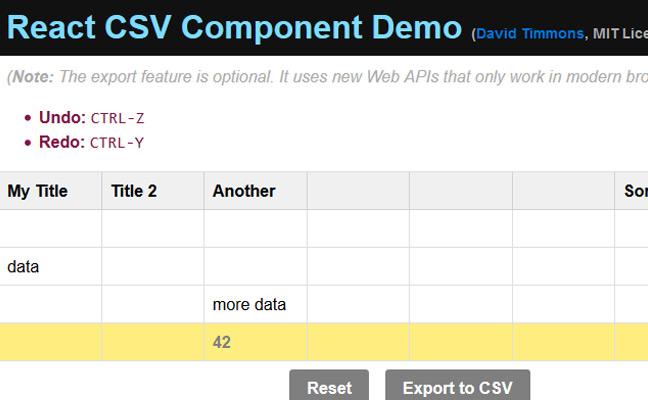 React CSV Component Demo (David Timmons, MIT Lice
(Note: The export feature is optional. It uses new Web APIs that only work in modern bro
• Undo: CTRL-Z
• Redo: CTRL-Y
My Title Title 2 Another Sor
data
more data
42
Reset Export to CSV